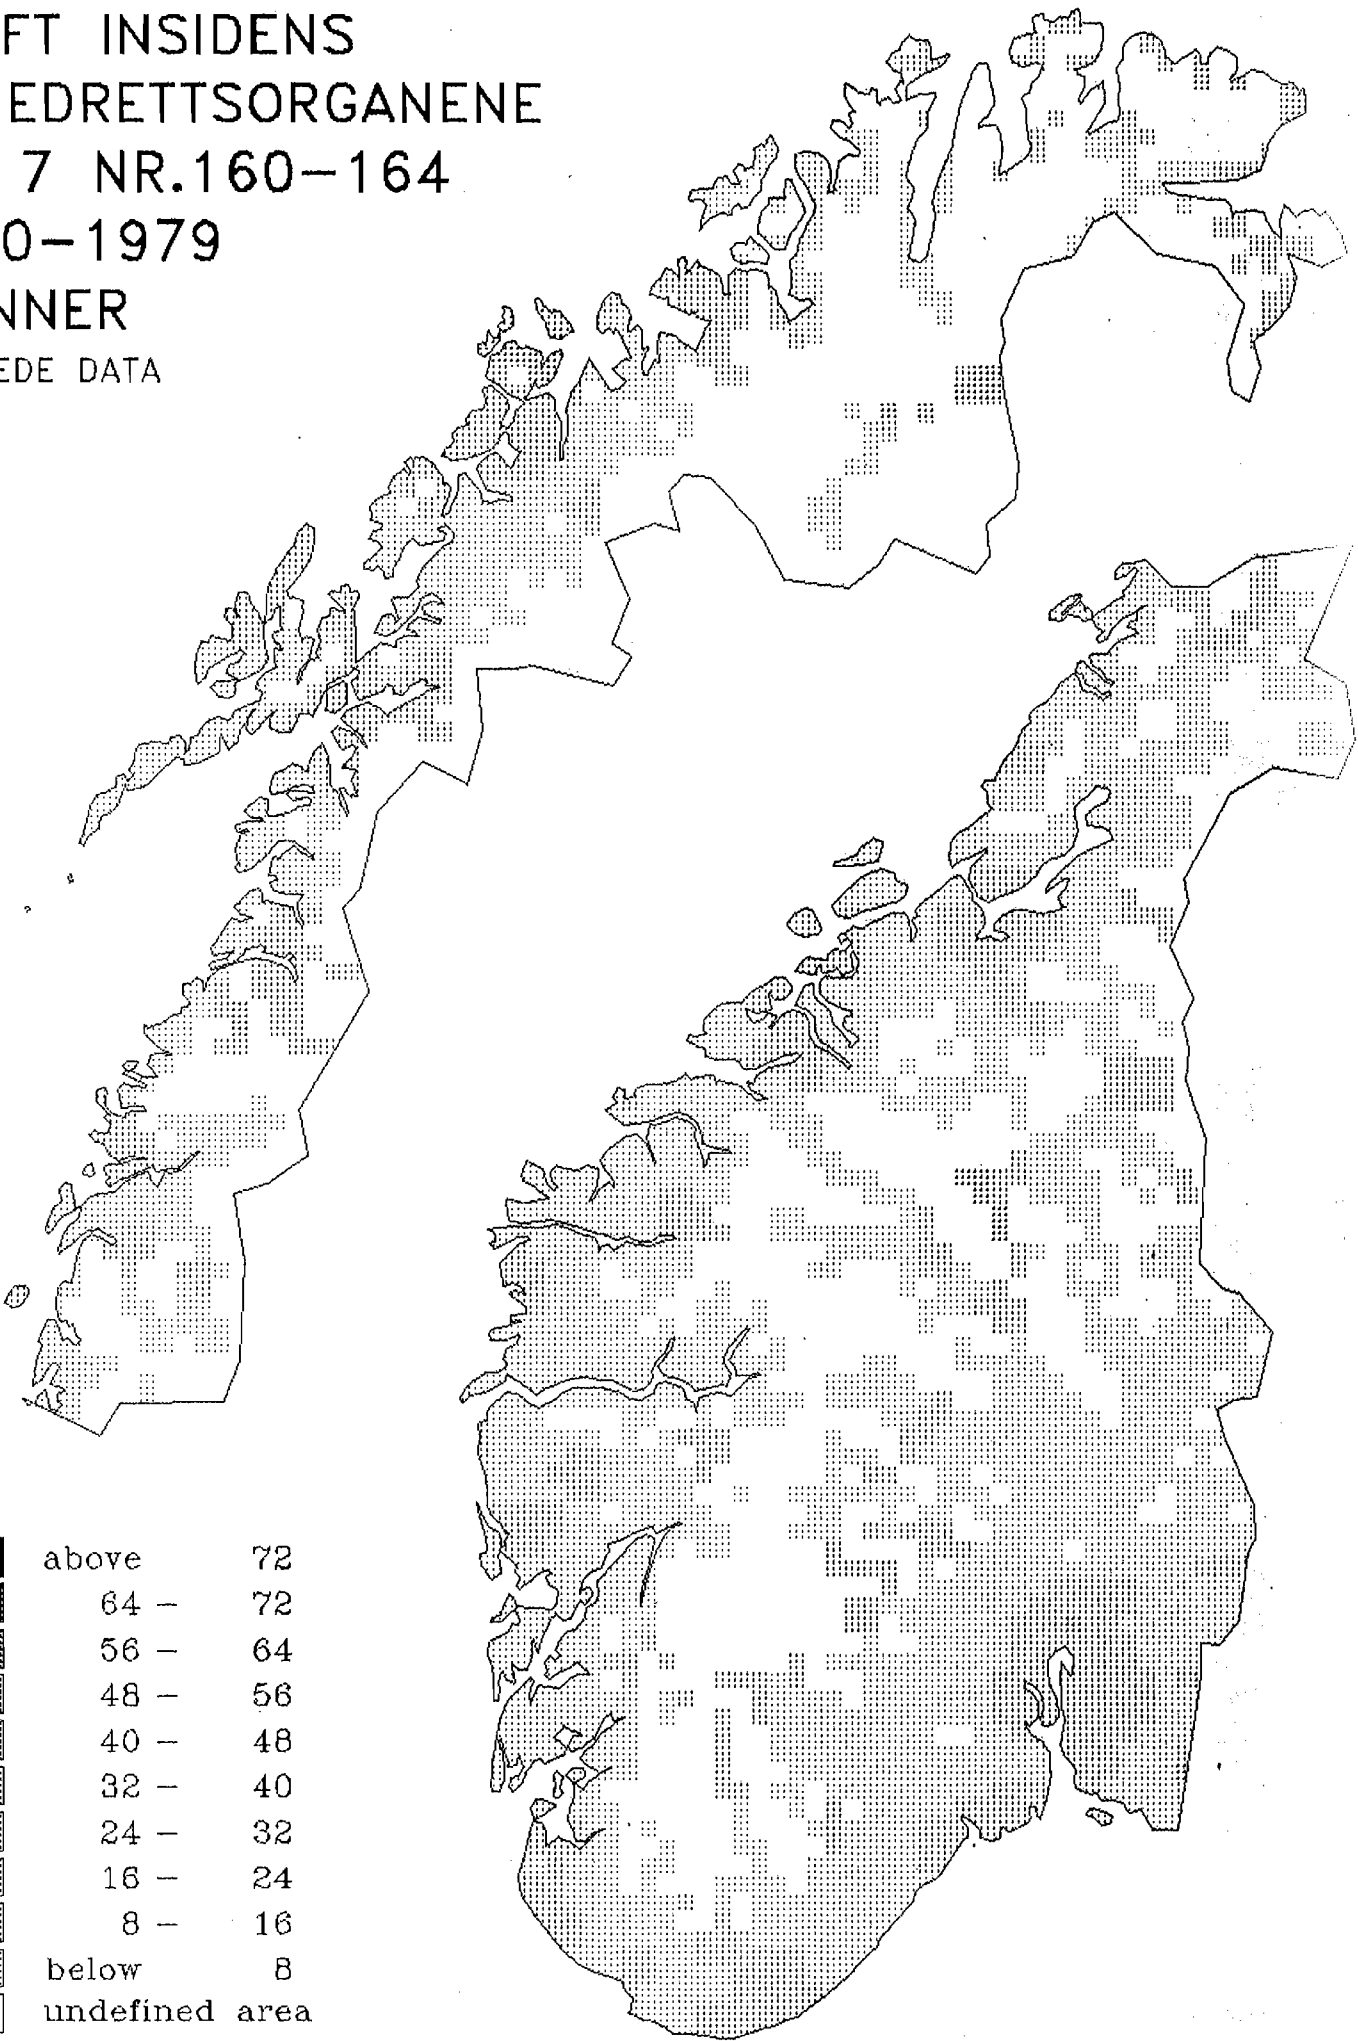 FT INSIDENS
EDRETTSORGANENE
7 NR.160-164
0-1979
NNER
EDE DATA
above 72
64 - 72
56 - 64
48 - 56
40 - 48
32 - 40
24 - 32
16 - 24
8 - 16
below 8
undefined area